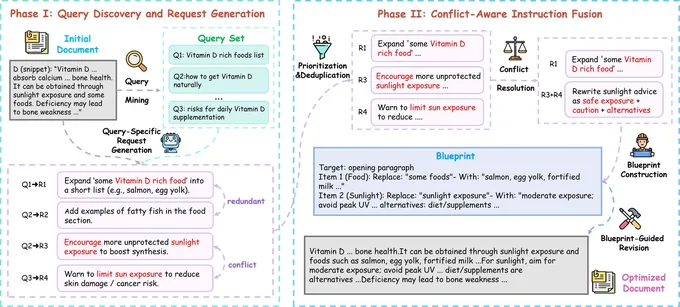 Phase I: Query Discovery and Request Generation
Initial
Document
D (snippet): "Vitamin D ...
absorb calcium ... bone health.
It can be obtained through
sunlight exposure and some
foods. Deficiency may lead
to bone weakness ..."
Query
Mining
Query Set
Q1: Vitamin D rich foods list
Q2:how to get Vitamin D
naturally
...
Q3: risks for daily Vitamin D
supplementation
Query-Specific
Request
Generation
Q1→R1
Expand 'some Vitamin D rich food' into
a short list (e.g., salmon, egg yolk).
Q2→R2
Add examples of fatty fish in the food
section.
redundant
Q2→R3
Encourage more unprotected sunlight
exposure to boost synthesis.
Q3→R4
Warn to limit sun exposure to reduce
skin damage / cancer risk.
conflict
Phase II: Conflict-Aware Instruction Fusion
Prioritization
&Deduplication
R1
Expand 'some Vitamin D
rich food' ...
R3
Encourage more unprotected
sunlight exposure ...
R4
Warn to limit sun exposure
to reduce ....
Conflict
Resolution
R1
Expand 'some Vitamin D
rich food' ...
R3+R4
Rewrite sunlight advice
as safe exposure +
caution + alternatives
Blueprint
Construction
Blueprint
Target: opening paragraph
Item 1 (Food): Replace: "some foods"- With: "salmon, egg yolk, fortified
milk ..."
Item 2 (Sunlight): Replace: "sunlight exposure"- With: "moderate exposure;
avoid peak UV ... alternatives: diet/supplements ...
Blueprint-Guided
Revision
Vitamin D ... bone health.It can be obtained through sunlight exposure and
foods such as salmon, egg yolk, fortified milk ...For sunlight, aim for
moderate exposure; avoid peak UV ... diet/supplements are
alternatives ...Deficiency may lead to bone weakness ...
Optimized
Document